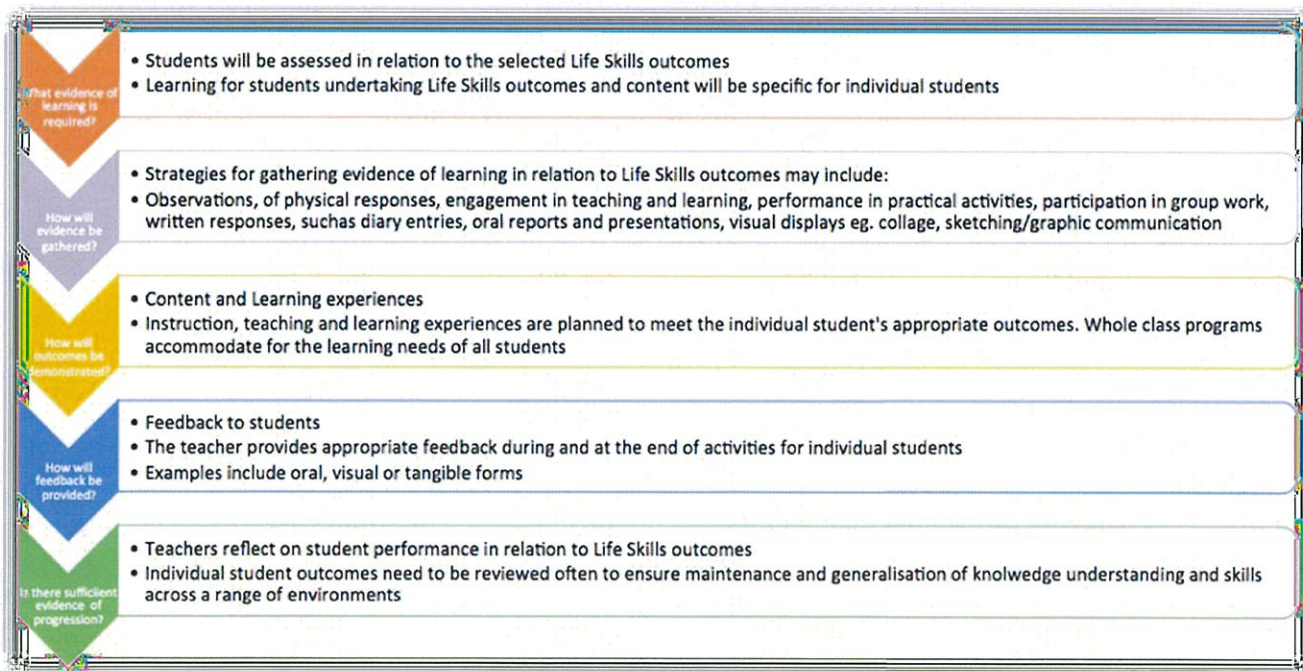 What evidence of
learning is
required?
• Students will be assessed in relation to the selected Life Skills outcomes
• Learning for students undertaking Life Skills outcomes and content will be specific for individual students
How will
evidence be
gathered?
• Strategies for gathering evidence of learning in relation to Life Skills outcomes may include:
• Observations, of physical responses, engagement in teaching and learning, performance in practical activities, participation in group work,
written responses, suchas diary entries, oral reports and presentations, visual displays eg. collage, sketching/graphic communication
How will
outcomes be
demonstrated?
• Content and Learning experiences
• Instruction, teaching and learning experiences are planned to meet the individual student's appropriate outcomes. Whole class programs
accommodate for the learning needs of all students
How will
feedback be
provided?
• Feedback to students
• The teacher provides appropriate feedback during and at the end of activities for individual students
• Examples include oral, visual or tangible forms
Is there sufficient
evidence of
progression?
• Teachers reflect on student performance in relation to Life Skills outcomes
• Individual student outcomes need to be reviewed often to ensure maintenance and generalisation of knolwedge understanding and skills
across a range of environments